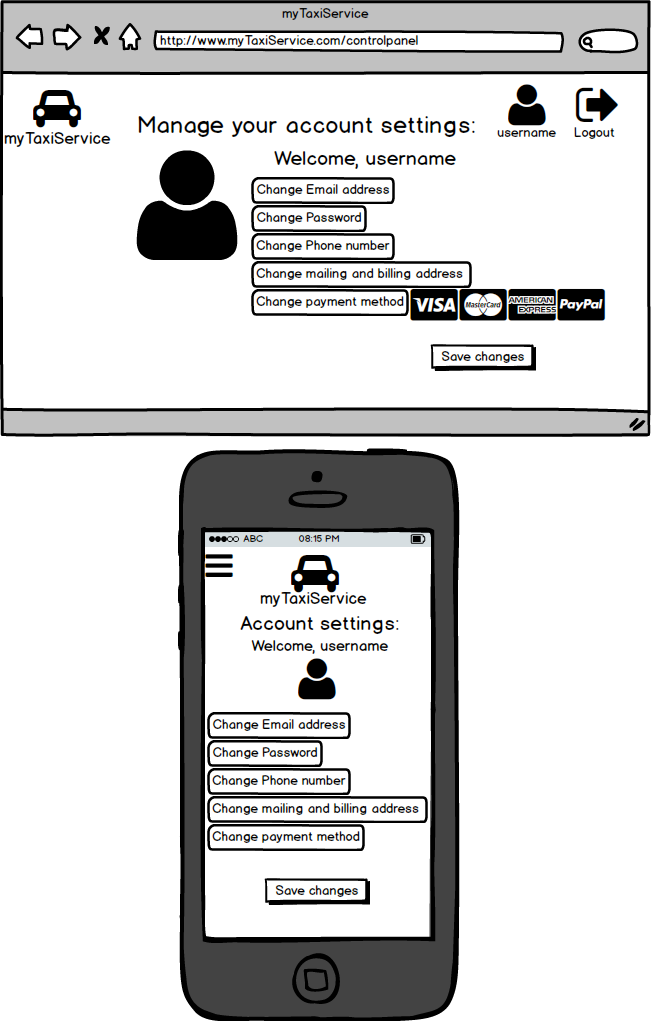 myTaxiService
http://www.myTaxiService.com/controlpanel
myTaxiService
Manage your account settings:
username
Logout
Welcome, username
Change Email address
Change Password
Change Phone number
Change mailing and billing address
Change payment method
VISA
MasterCard
AMERICAN
EXPRESS
PayPal
Save changes
ABC 08:15 PM
myTaxiService
Account settings:
Welcome, username
Change Email address
Change Password
Change Phone number
Change mailing and billing address
Change payment method
Save changes